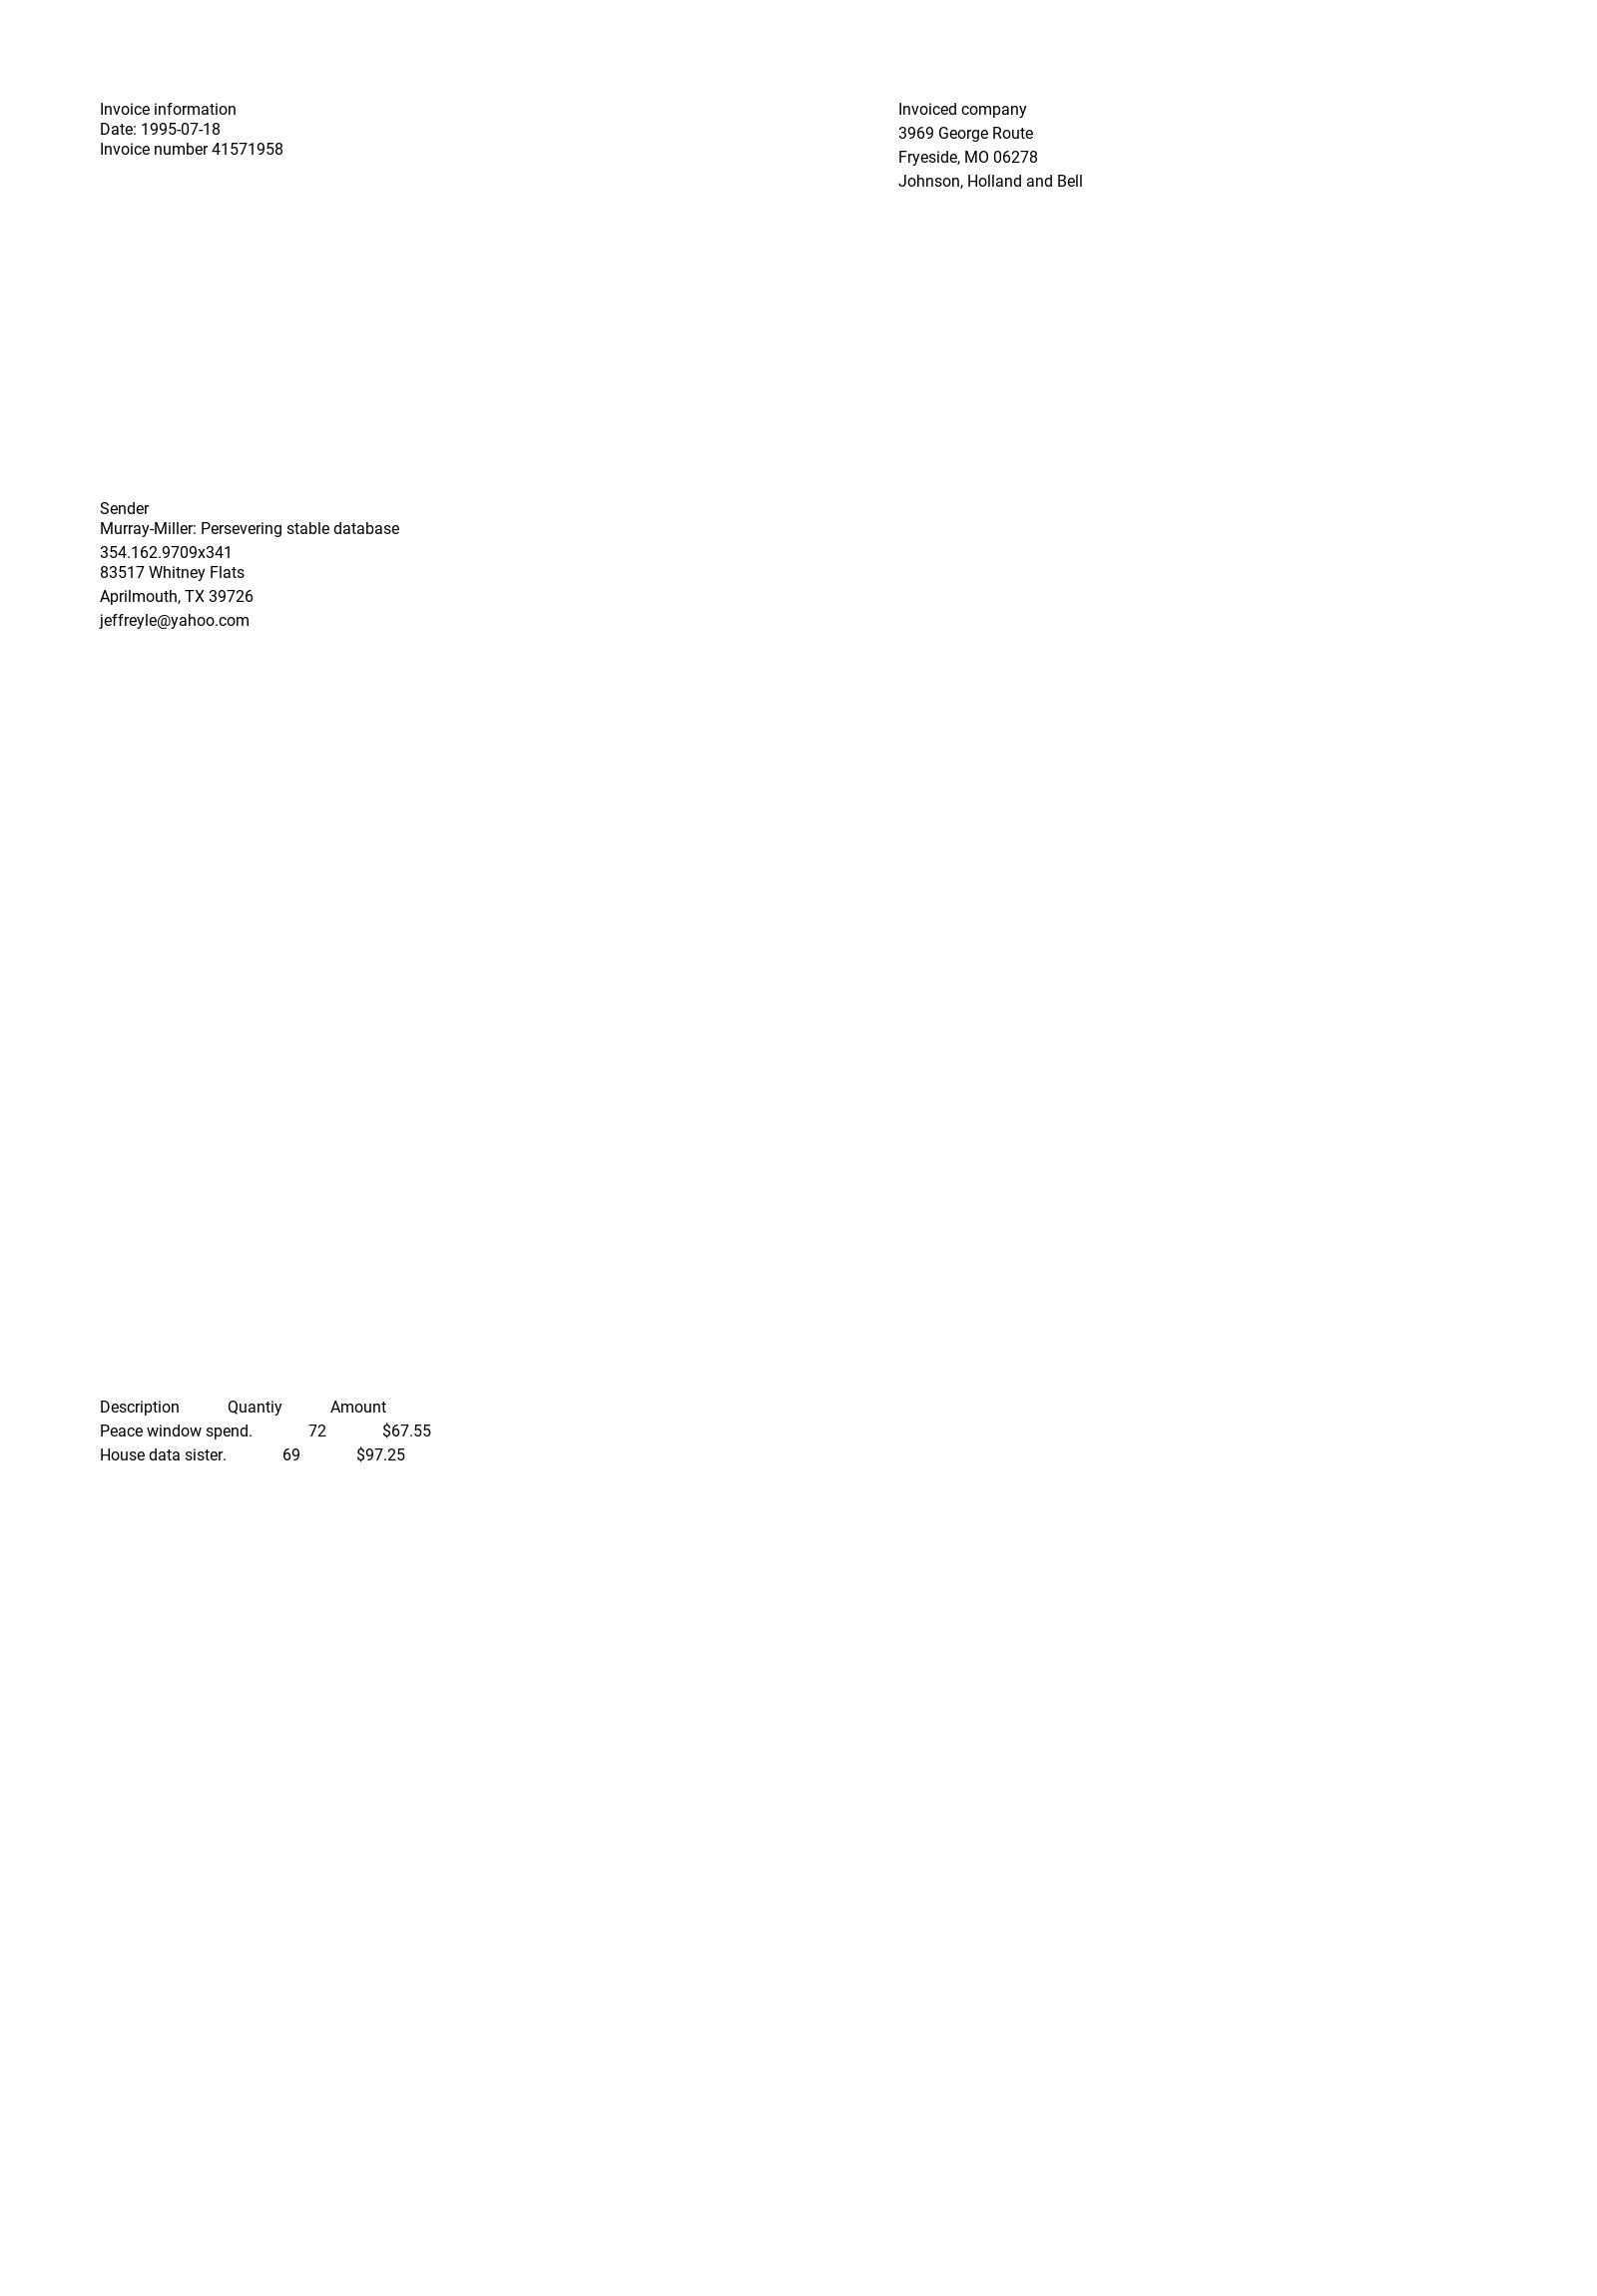 Invoice information
Date: 1995-07-18
Invoice number 41571958
Invoiced company
3969 George Route
Fryeside, MO 06278
Johnson, Holland and Bell
Sender
Murray-Miller: Persevering stable database
354.162.9709x341
83517 Whitney Flats
Aprilmouth, TX 39726
jeffreyle@yahoo.com
Description Quantiy Amount
Peace window spend. 72 $67.55
House data sister. 69 $97.25